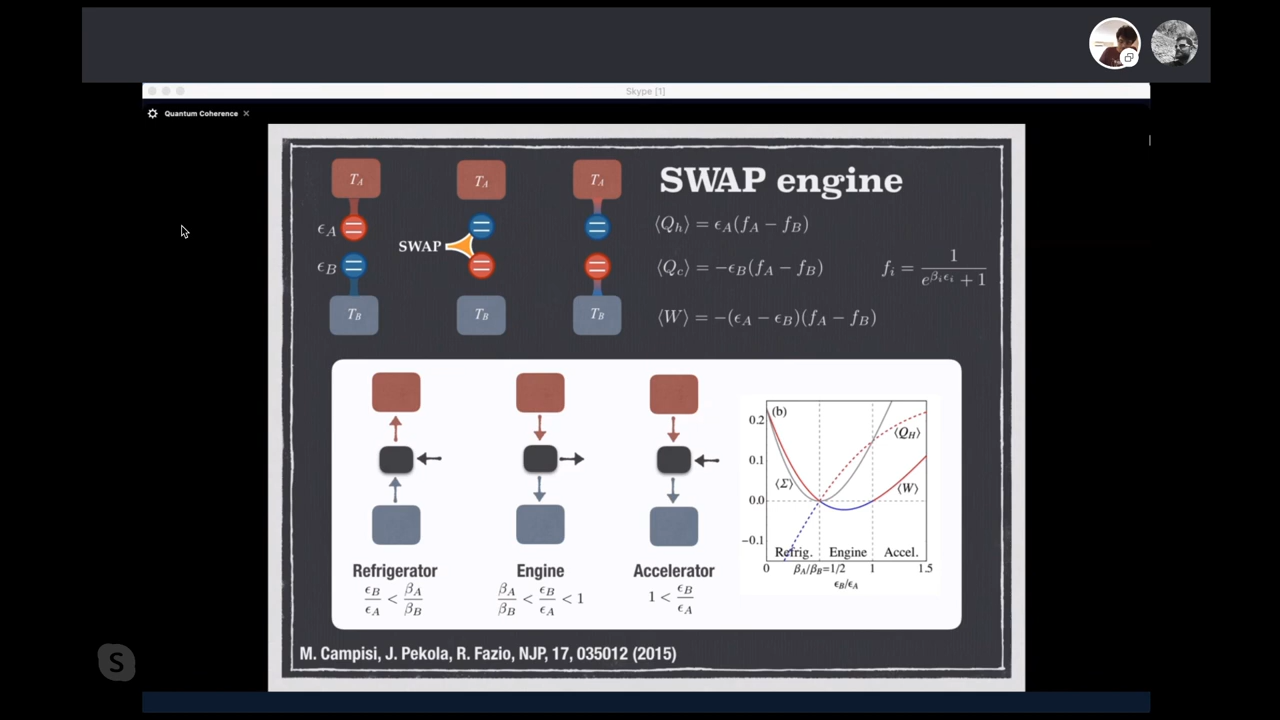 Skype [1]
Quantum Coherence ×
T_A T_A T_A
SWAP engine
ϵ_A
SWAP
ϵ_B
⟨Q_h⟩ = ϵ_A(f_A − f_B)
⟨Q_c⟩ = −ϵ_B(f_A − f_B)
f_i = 1 / (e^{β_i ϵ_i} + 1)
⟨W⟩ = −(ϵ_A − ϵ_B)(f_A − f_B)
T_B T_B T_B
(b)
0.2
0.1
0.0
−0.1
⟨Q_H⟩
⟨Σ⟩
⟨W⟩
Refrig. Engine Accel.
0 β_A/β_B=1/2 1 1.5
ϵ_B/ϵ_A
Refrigerator Engine Accelerator
ϵ_B/ϵ_A < β_A/β_B
β_A/β_B < ϵ_B/ϵ_A < 1
1 < ϵ_B/ϵ_A
M. Campisi, J. Pekola, R. Fazio, NJP, 17, 035012 (2015)
S